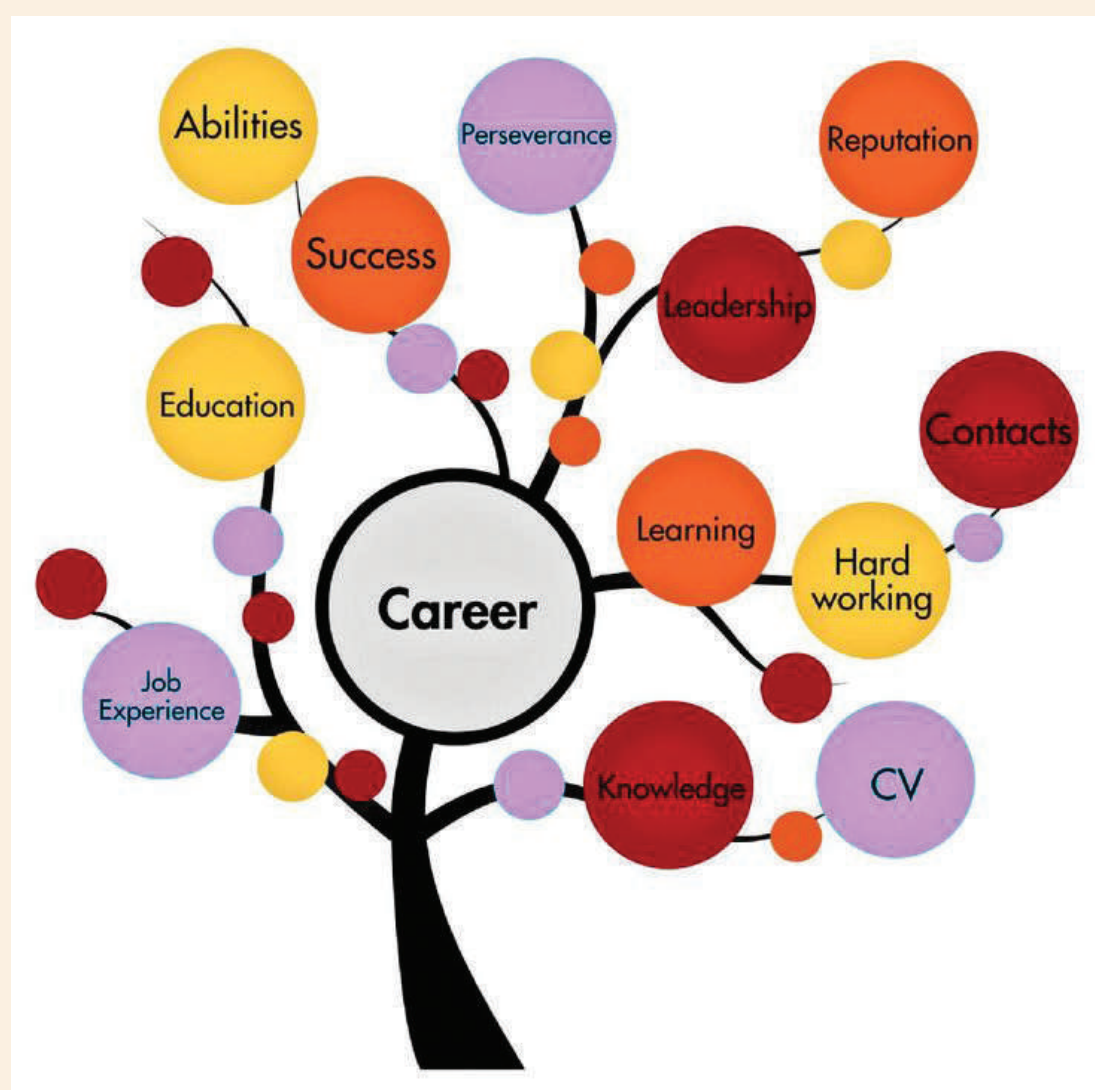 Abilities
Perseverance
Reputation
Success
Leadership
Education
Contacts
Learning
Hard
working
Career
Job
Experience
Knowledge
CV